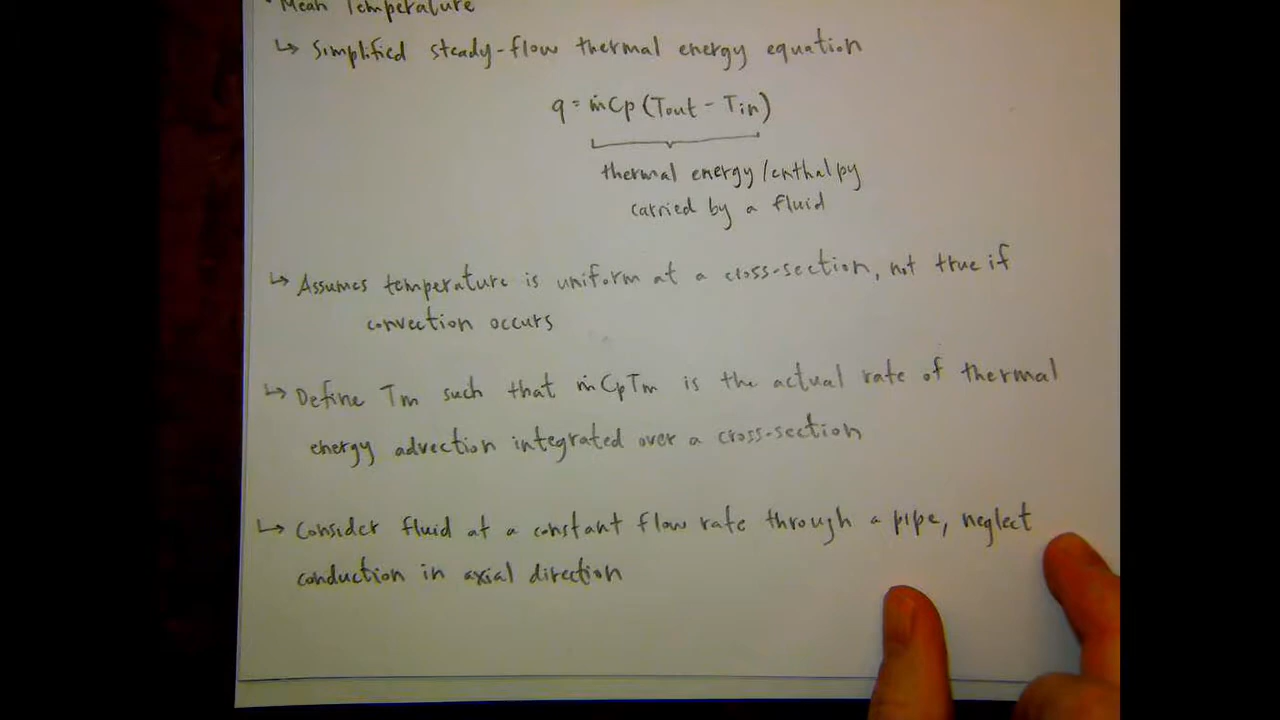 • Mean Temperature
↳ Simplified steady-flow thermal energy equation
q = ṁCp(Tout - Tin)
thermal energy/enthalpy
carried by a fluid
↳ Assumes temperature is uniform at a cross-section, not true if
convection occurs
↳ Define Tm such that ṁCpTm is the actual rate of thermal
energy advection integrated over a cross-section
↳ Consider fluid at a constant flow rate through a pipe, neglect
conduction in axial direction